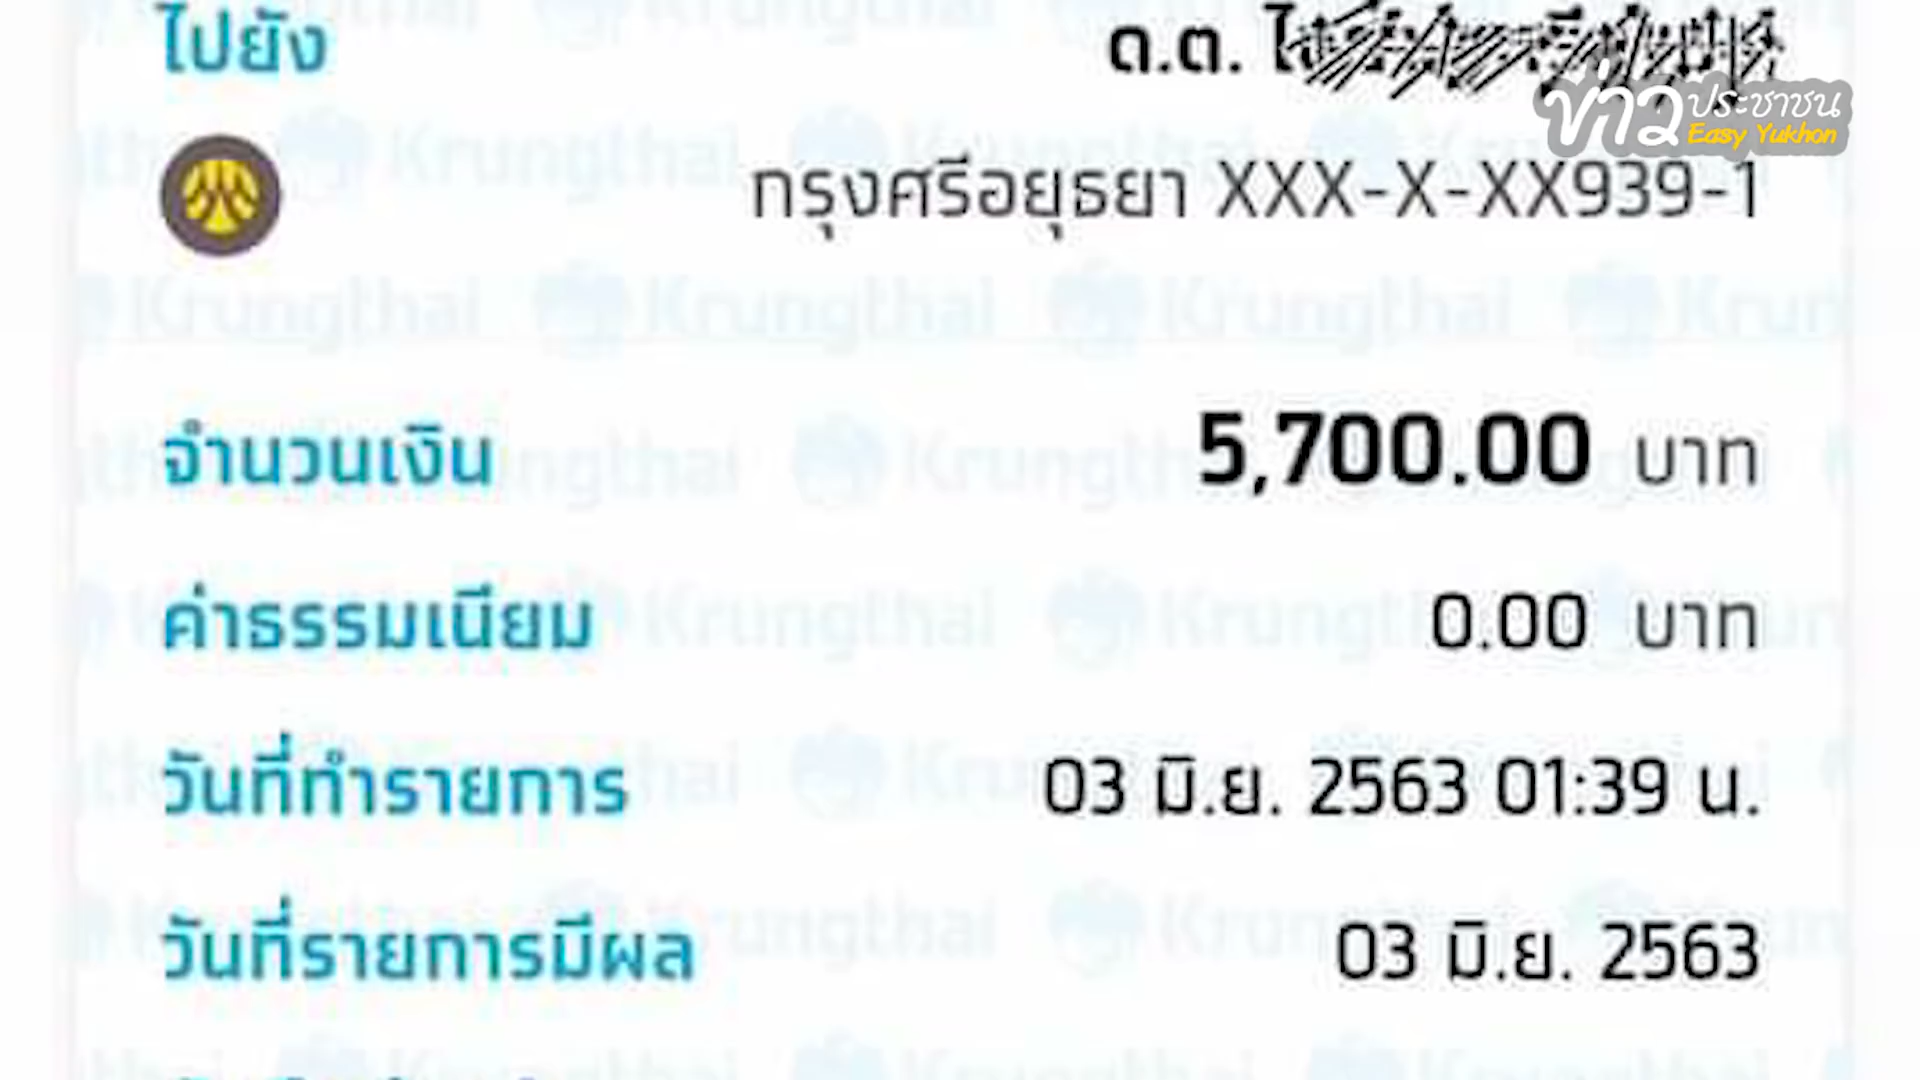 ไปยัง ด.ต.
ข่าวประชาชน
Easy Yukhon
กรุงศรีอยุธยา XXX-X-XX939-1
จำนวนเงิน 5,700.00 บาท
ค่าธรรมเนียม 0.00 บาท
วันที่ทำรายการ 03 มิ.ย. 2563 01:39 น.
วันที่รายการมีผล 03 มิ.ย. 2563
Krungthai